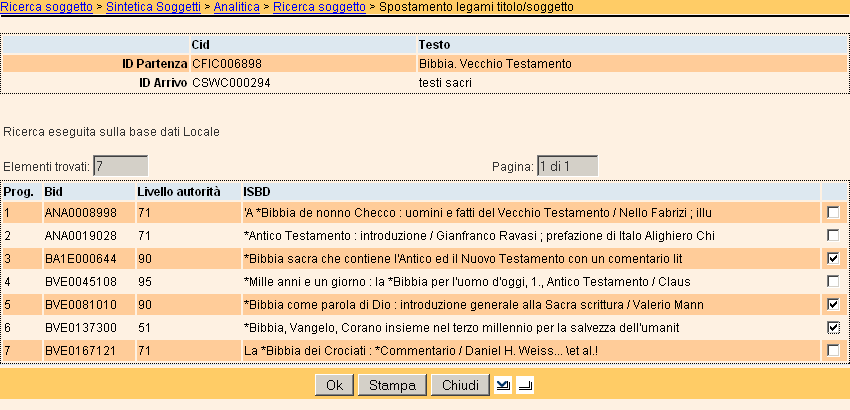 Ricerca soggetto > Sintetica Soggetti > Analitica > Ricerca soggetto > Spostamento legami titolo/soggetto
Cid Testo
ID Partenza CFIC006898 Bibbia. Vecchio Testamento
ID Arrivo CSWC000294 testi sacri
Ricerca eseguita sulla base dati Locale
Elementi trovati: 7 Pagina: 1 di 1
Prog. Bid Livello autorità ISBD
1 ANA0008998 71 'A *Bibbia de nonno Checco : uomini e fatti del Vecchio Testamento / Nello Fabrizi ; illu
2 ANA0019028 71 *Antico Testamento : introduzione / Gianfranco Ravasi ; prefazione di Italo Alighiero Chi
3 BA1E000644 90 *Bibbia sacra che contiene l'Antico ed il Nuovo Testamento con un comentario lit
4 BVE0045108 95 *Mille anni e un giorno : la *Bibbia per l'uomo d'oggi, 1., Antico Testamento / Claus
5 BVE0081010 90 *Bibbia come parola di Dio : introduzione generale alla Sacra scrittura / Valerio Mann
6 BVE0137300 51 *Bibbia, Vangelo, Corano insieme nel terzo millennio per la salvezza dell'umanit
7 BVE0167121 71 La *Bibbia dei Crociati : *Commentario / Daniel H. Weiss... \et al.!
Ok Stampa Chiudi